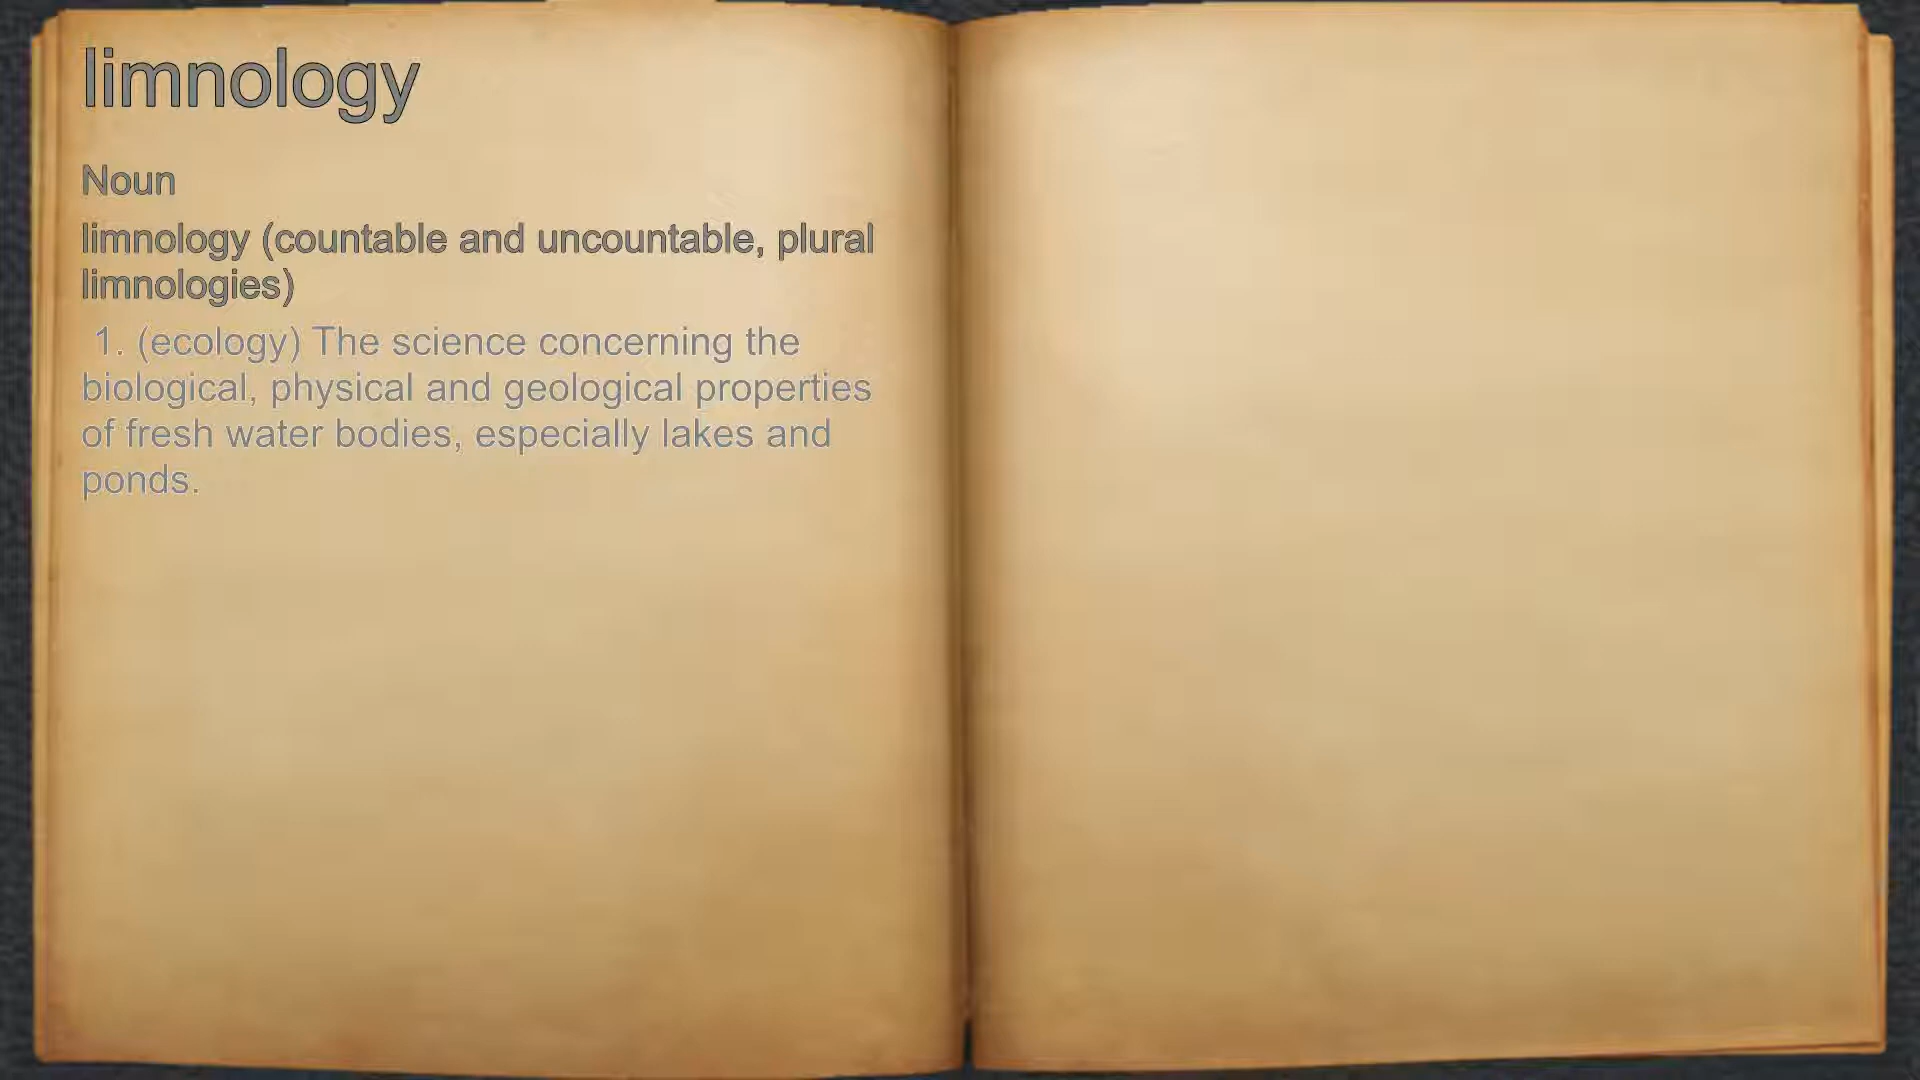 limnology
Noun
limnology (countable and uncountable, plural
limnologies)
1. (ecology) The science concerning the
biological, physical and geological properties
of fresh water bodies, especially lakes and
ponds.